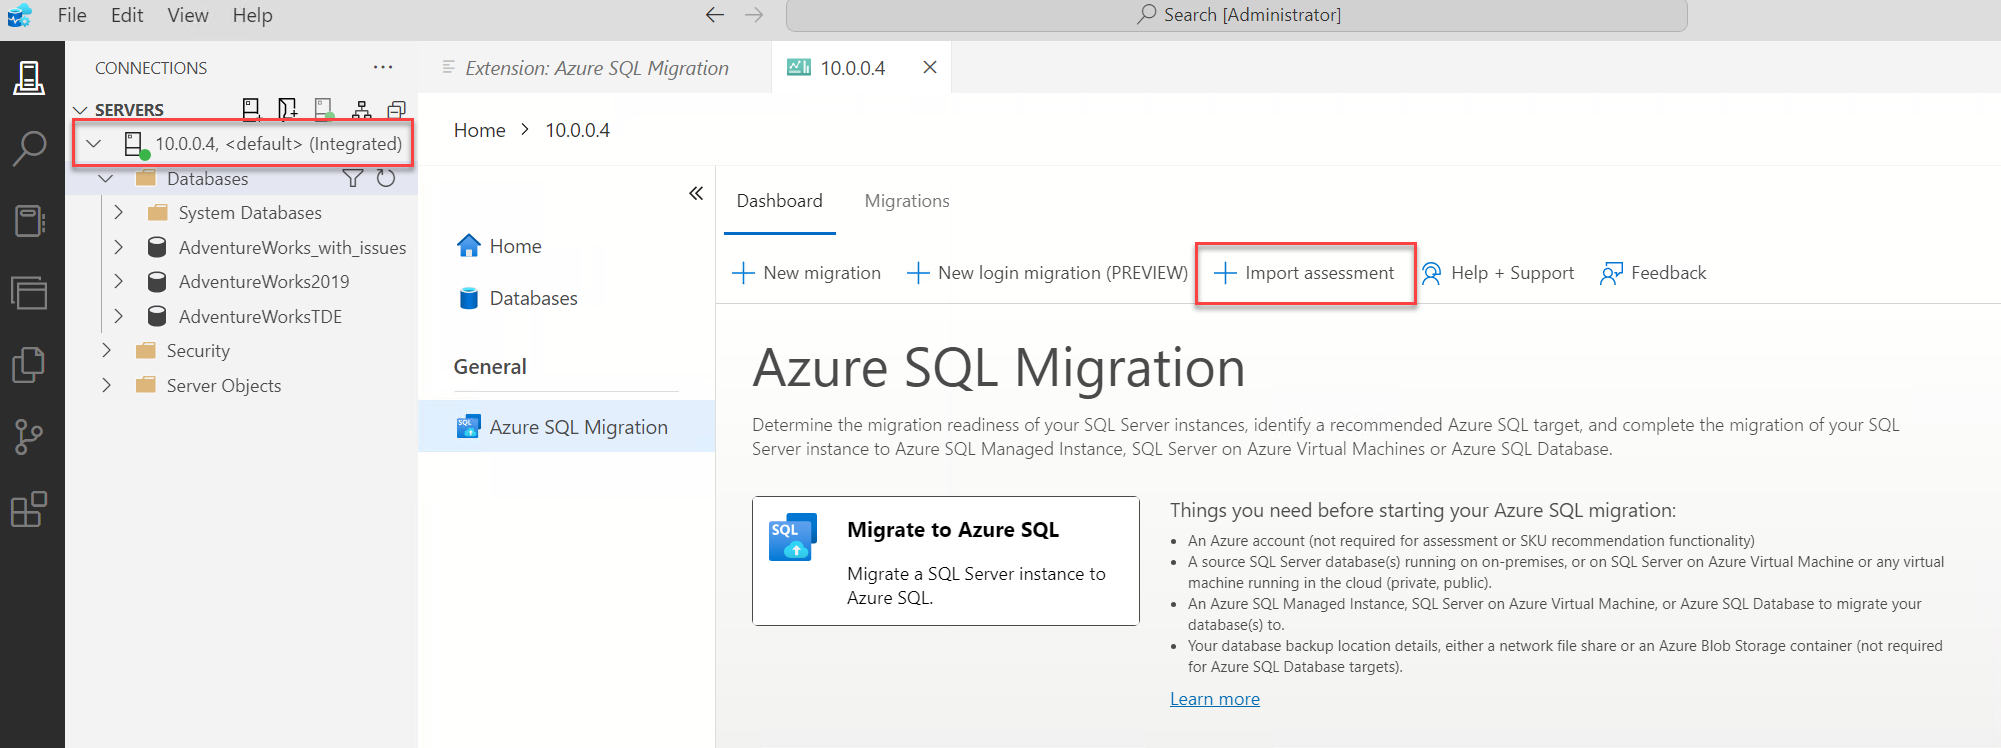 File Edit View Help
Search [Administrator]
CONNECTIONS
SERVERS
10.0.0.4, <default> (Integrated)
Databases
System Databases
AdventureWorks_with_issues
AdventureWorks2019
AdventureWorksTDE
Security
Server Objects
Extension: Azure SQL Migration
10.0.0.4
Home > 10.0.0.4
Home
Databases
General
SQL
Azure SQL Migration
Dashboard Migrations
New migration New login migration (PREVIEW) Import assessment Help + Support Feedback
Azure SQL Migration
Determine the migration readiness of your SQL Server instances, identify a recommended Azure SQL target, and complete the migration of your SQL
Server instance to Azure SQL Managed Instance, SQL Server on Azure Virtual Machines or Azure SQL Database.
SQL
Migrate to Azure SQL
Migrate a SQL Server instance to
Azure SQL.
Things you need before starting your Azure SQL migration:
• An Azure account (not required for assessment or SKU recommendation functionality)
• A source SQL Server database(s) running on on-premises, or on SQL Server on Azure Virtual Machine or any virtual
machine running in the cloud (private, public).
• An Azure SQL Managed Instance, SQL Server on Azure Virtual Machine, or Azure SQL Database to migrate your
database(s) to.
• Your database backup location details, either a network file share or an Azure Blob Storage container (not required
for Azure SQL Database targets).
Learn more